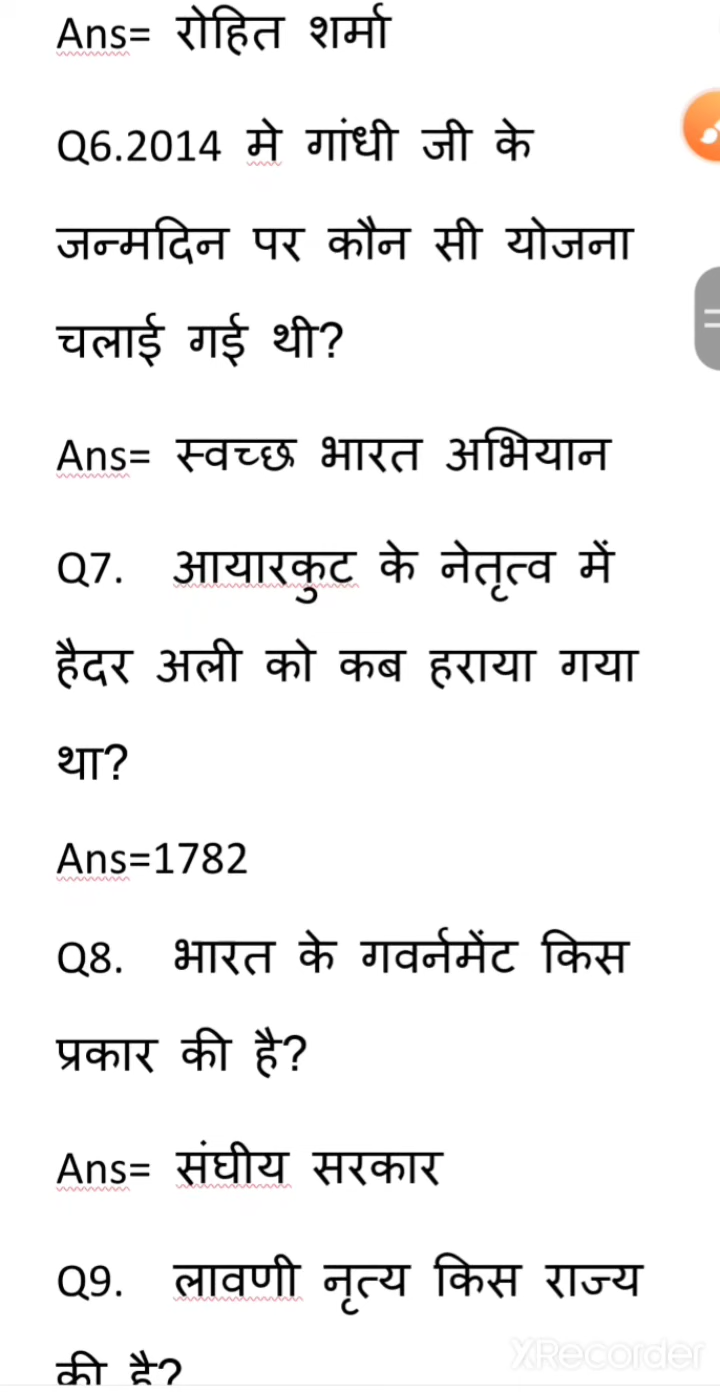 Ans= रोहित शर्मा
Q6.2014 मे गांधी जी के
जन्मदिन पर कौन सी योजना
चलाई गई थी?
Ans= स्वच्छ भारत अभियान
Q7. आयारकुट के नेतृत्व में
हैदर अली को कब हराया गया
था?
Ans=1782
Q8. भारत के गवर्नमेंट किस
प्रकार की है?
Ans= संघीय सरकार
Q9. लावणी नृत्य किस राज्य
की है?
XRecorder